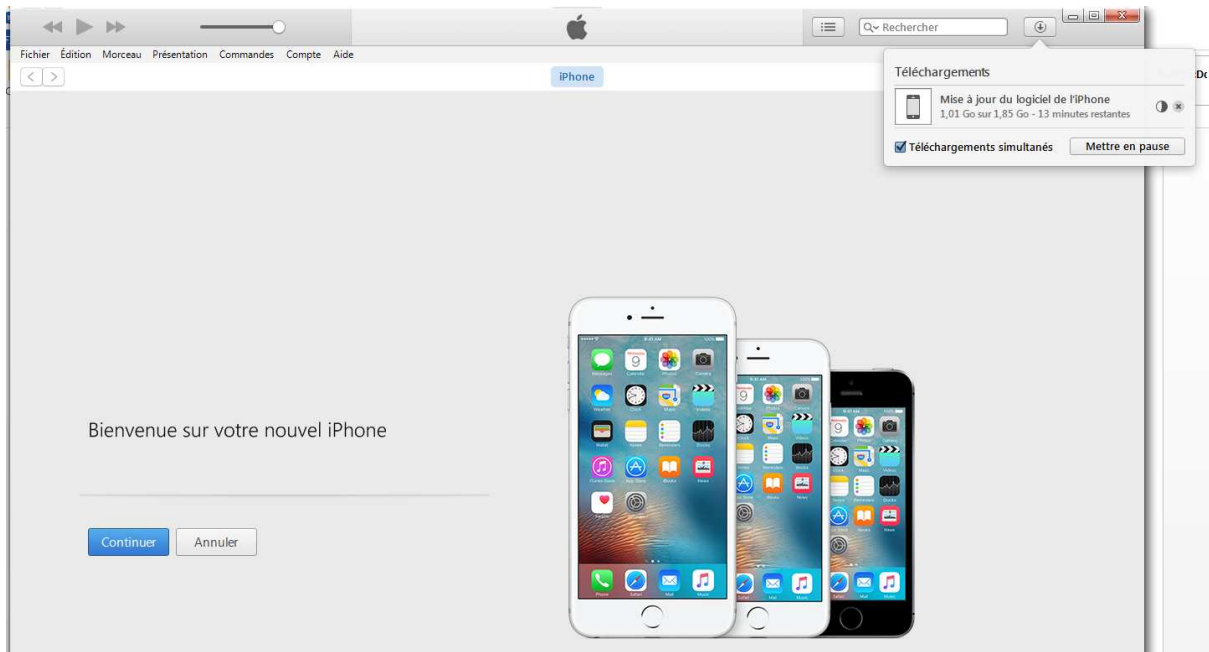 Rechercher
Fichier Édition Morceau Présentation Commandes Compte Aide
iPhone
Téléchargements
Mise à jour du logiciel de l'iPhone
1,01 Go sur 1,85 Go - 13 minutes restantes
Téléchargements simultanés
Mettre en pause
Bienvenue sur votre nouvel iPhone
Continuer
Annuler